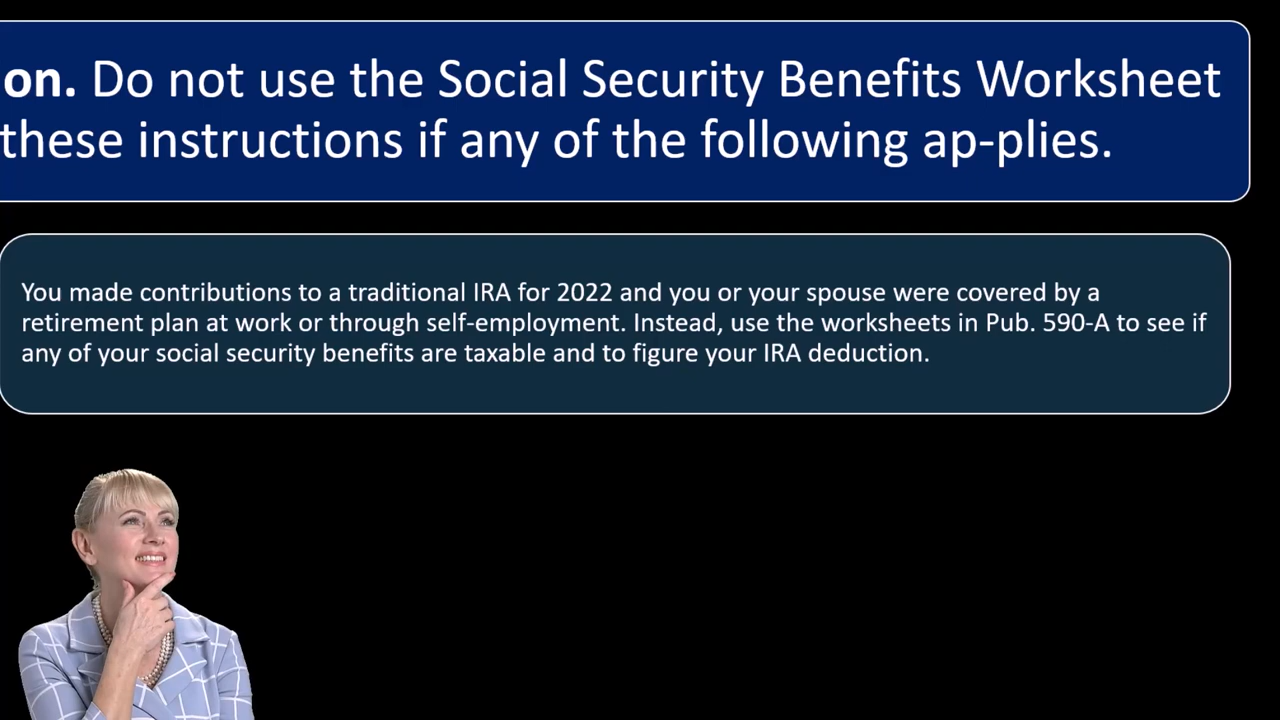 on. Do not use the Social Security Benefits Worksheet
these instructions if any of the following ap-plies.
You made contributions to a traditional IRA for 2022 and you or your spouse were covered by a
retirement plan at work or through self-employment. Instead, use the worksheets in Pub. 590-A to see if
any of your social security benefits are taxable and to figure your IRA deduction.